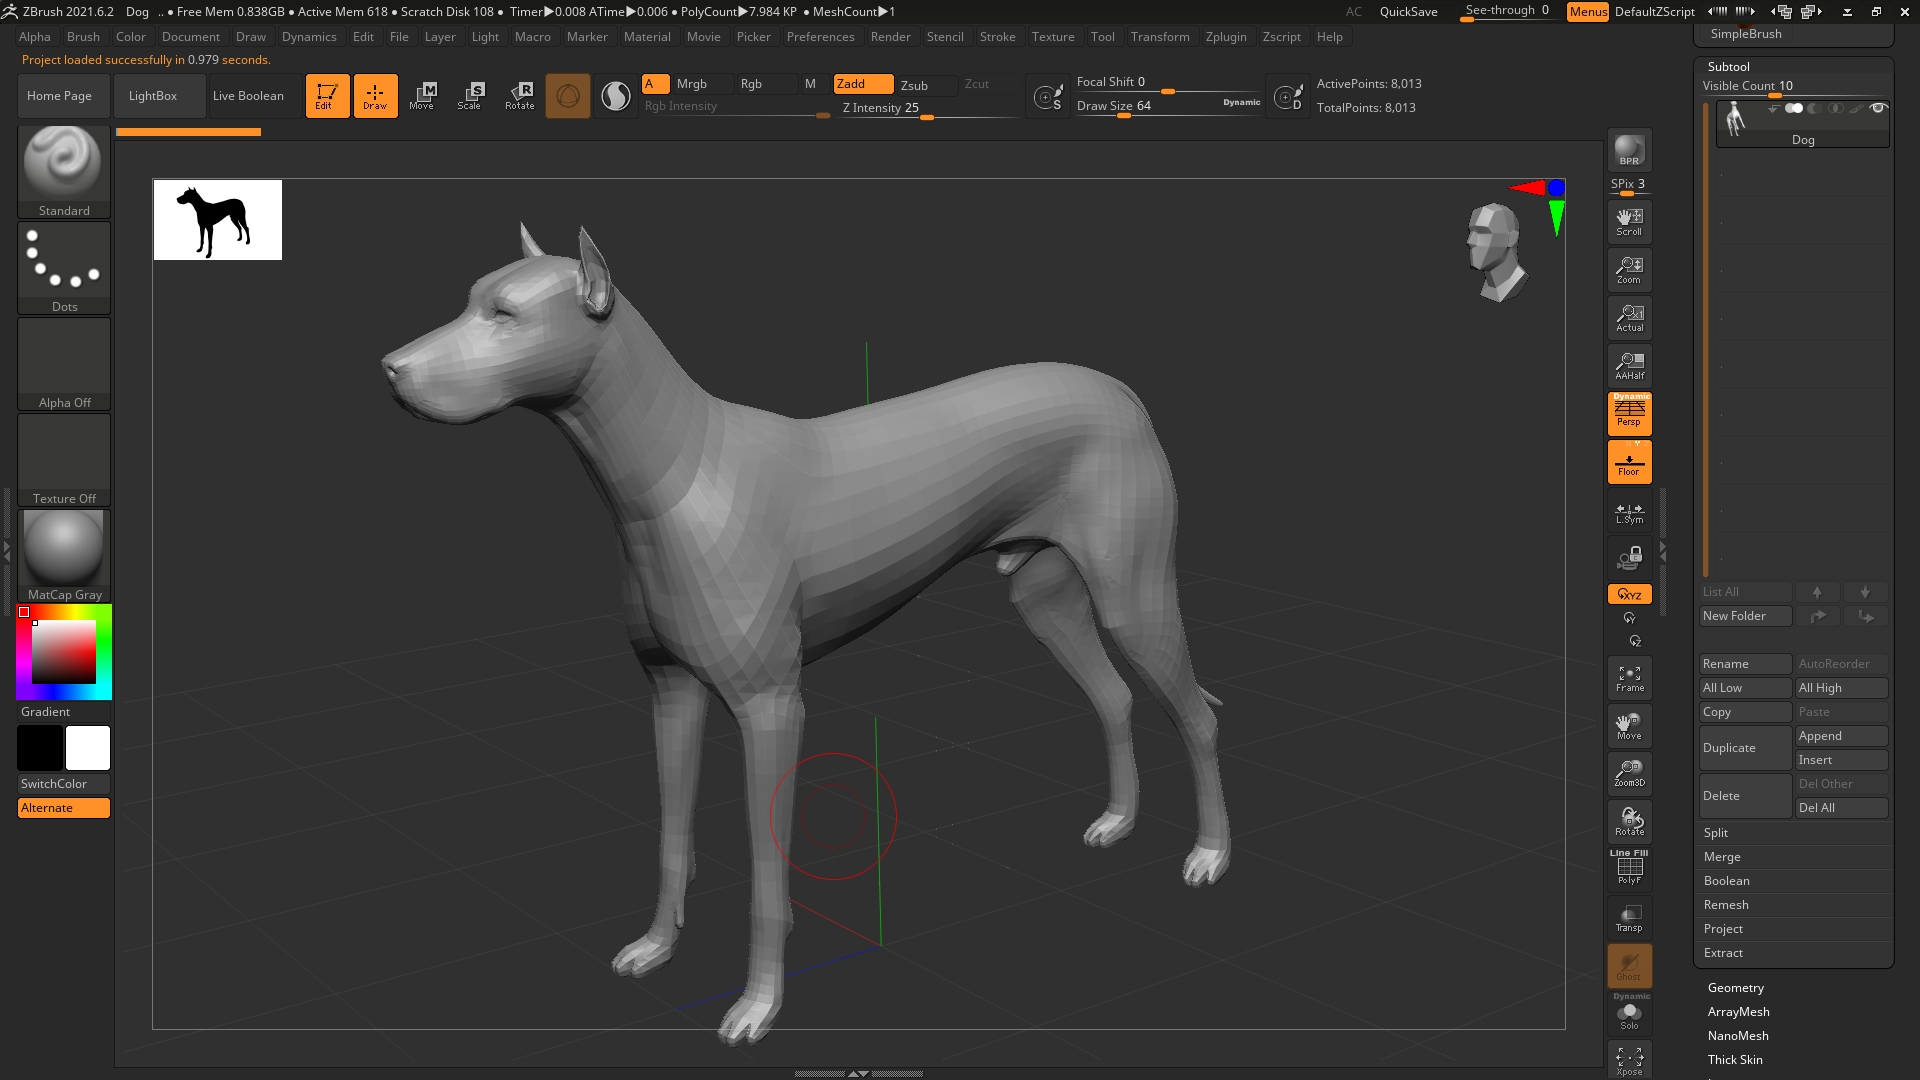 ZBrush 2021.6.2 Dog .. ● Free Mem 0.838GB ● Active Mem 618 ● Scratch Disk 108 ● Timer▶0.008 ATime▶0.006 ● PolyCount▶7.984 KP ● MeshCount▶1 AC QuickSave See-through 0 Menus DefaultZScript
Alpha Brush Color Document Draw Dynamics Edit File Layer Light Macro Marker Material Movie Picker Preferences Render Stencil Stroke Texture Tool Transform Zplugin Zscript Help
Project loaded successfully in 0.979 seconds.
Home Page LightBox Live Boolean Edit Draw Move Scale Rotate
M S R
A Mrgb Rgb M Zadd Zsub Zcut
Rgb Intensity Z Intensity 25
S Focal Shift 0
Draw Size 64 Dynamic
D ActivePoints: 8,013
TotalPoints: 8,013
Standard
Dots
Alpha Off
Texture Off
MatCap Gray
Gradient
SwitchColor
Alternate
BPR
SPix 3
Scroll
Zoom
Actual
AAHalf
Dynamic
Persp
Floor
L.Sym
XYZ
Y
Z
Frame
Move
Zoom3D
Rotate
Line Fill
PolyF
Transp
Ghost
Dynamic
Solo
Xpose
SimpleBrush
Subtool
Visible Count 10
Dog
List All
New Folder
Rename AutoReorder
All Low All High
Copy Paste
Duplicate Append
Insert
Delete Del Other
Del All
Split
Merge
Boolean
Remesh
Project
Extract
Geometry
ArrayMesh
NanoMesh
Thick Skin